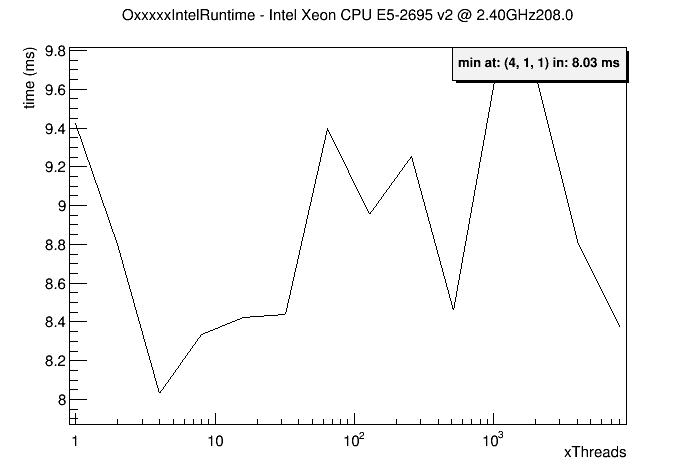 OxxxxxIntelRuntime - Intel Xeon CPU E5-2695 v2 @ 2.40GHz208.0
time (ms)
min at: (4, 1, 1) in: 8.03 ms
9.8
9.6
9.4
9.2
9
8.8
8.6
8.4
8.2
8
1 10 10² 10³
xThreads